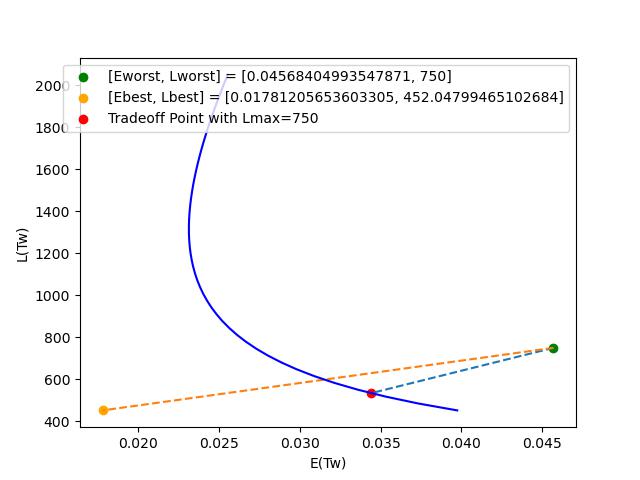 [Eworst, Lworst] = [0.04568404993547871, 750]
[Ebest, Lbest] = [0.01781205653603305, 452.04799465102684]
Tradeoff Point with Lmax=750
2000
1800
1600
1400
1200
1000
800
600
400
L(Tw)
0.020 0.025 0.030 0.035 0.040 0.045
E(Tw)